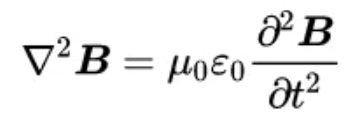 ∇²𝑩 = μ₀ε₀ ∂²𝑩/∂t²